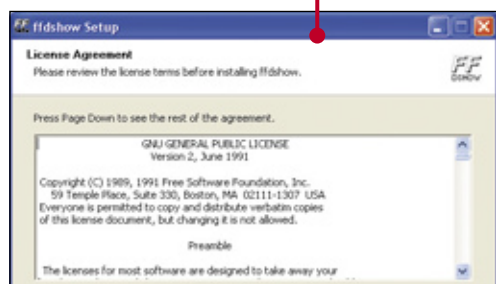 ffdshow Setup
License Agreement
Please review the license terms before installing ffdshow.
FF
DSHOW
Press Page Down to see the rest of the agreement.
GNU GENERAL PUBLIC LICENSE
Version 2, June 1991
Copyright (C) 1989, 1991 Free Software Foundation, Inc.
59 Temple Place, Suite 330, Boston, MA 02111-1307 USA
Everyone is permitted to copy and distribute verbatim copies
of this license document, but changing it is not allowed.
Preamble
The licenses for most software are designed to take away your